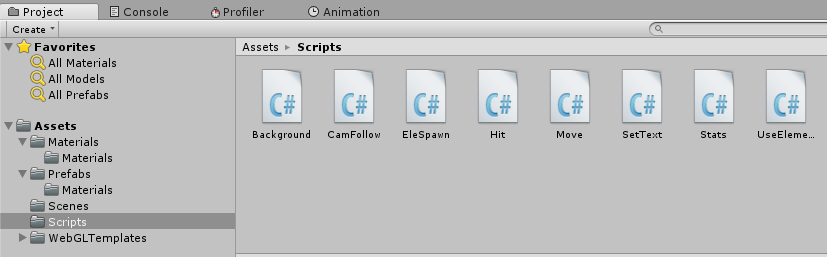 Project Console Profiler Animation
Create
Favorites
All Materials
All Models
All Prefabs
Assets
Materials
Materials
Prefabs
Materials
Scenes
Scripts
WebGLTemplates
Assets ▸ Scripts
C# C# C# C# C# C# C# C#
Background CamFollow EleSpawn Hit Move SetText Stats UseEleme...